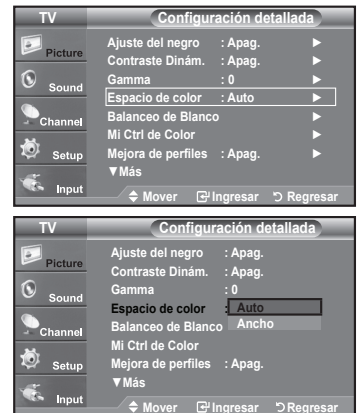 TV
Configuración detallada
Picture
Sound
Channel
Setup
Input
Ajuste del negro : Apag. ►
Contraste Dinám. : Apag. ►
Gamma : 0 ►
Espacio de color : Auto ►
Balanceo de Blanco ►
Mi Ctrl de Color ►
Mejora de perfiles : Apag. ►
▼Más
Mover Ingresar Regresar
TV
Configuración detallada
Picture
Sound
Channel
Setup
Input
Ajuste del negro : Apag.
Contraste Dinám. : Apag.
Gamma : 0
Espacio de color : Auto
Balanceo de Blanco Ancho
Mi Ctrl de Color
Mejora de perfiles : Apag.
▼Más
Mover Ingresar Regresar